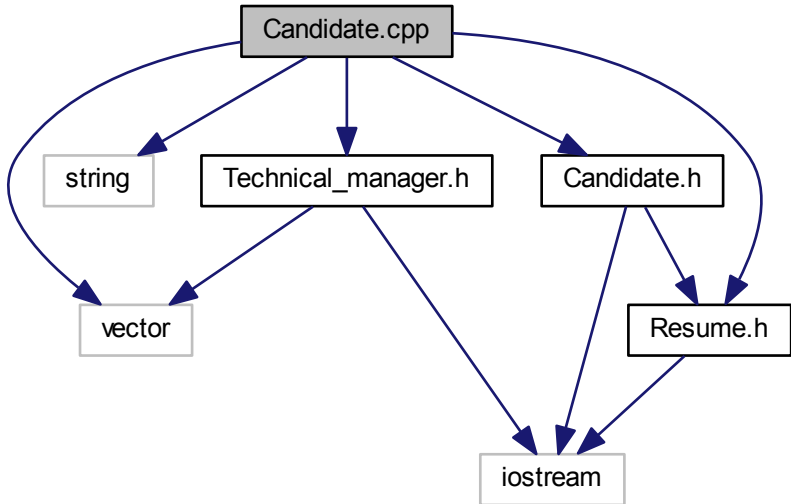 Candidate.cpp
string
Technical_manager.h
Candidate.h
vector
Resume.h
iostream